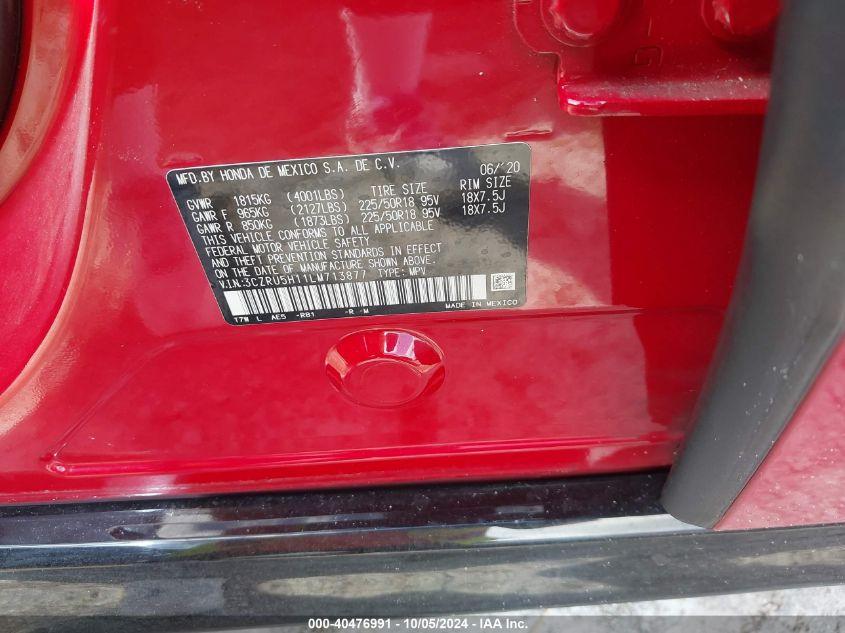 MFD.BY HONDA DE MEXICO S.A. DE C.V. 06/'20
GVWR 1815KG (4001LBS) TIRE SIZE RIM SIZE
GAWR F 965KG (2127LBS) 225/50R18 95V 18X7.5J
GAWR R 850KG (1873LBS) 225/50R18 95V 18X7.5J
THIS VEHICLE CONFORMS TO ALL APPLICABLE
FEDERAL MOTOR VEHICLE SAFETY
AND THEFT PREVENTION STANDARDS IN EFFECT
ON THE DATE OF MANUFACTURE SHOWN ABOVE.
V.I.N:3CZRU5H11LM713877 TYPE: MPV
T7W L AE5 -RB1 -R -M MADE IN MEXICO
000-40476991 - 10/05/2024 - IAA Inc.